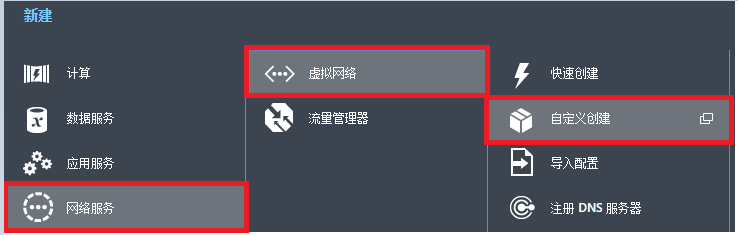 新建
计算
数据服务
应用服务
网络服务
虚拟网络
流量管理器
快速创建
自定义创建
导入配置
注册 DNS 服务器